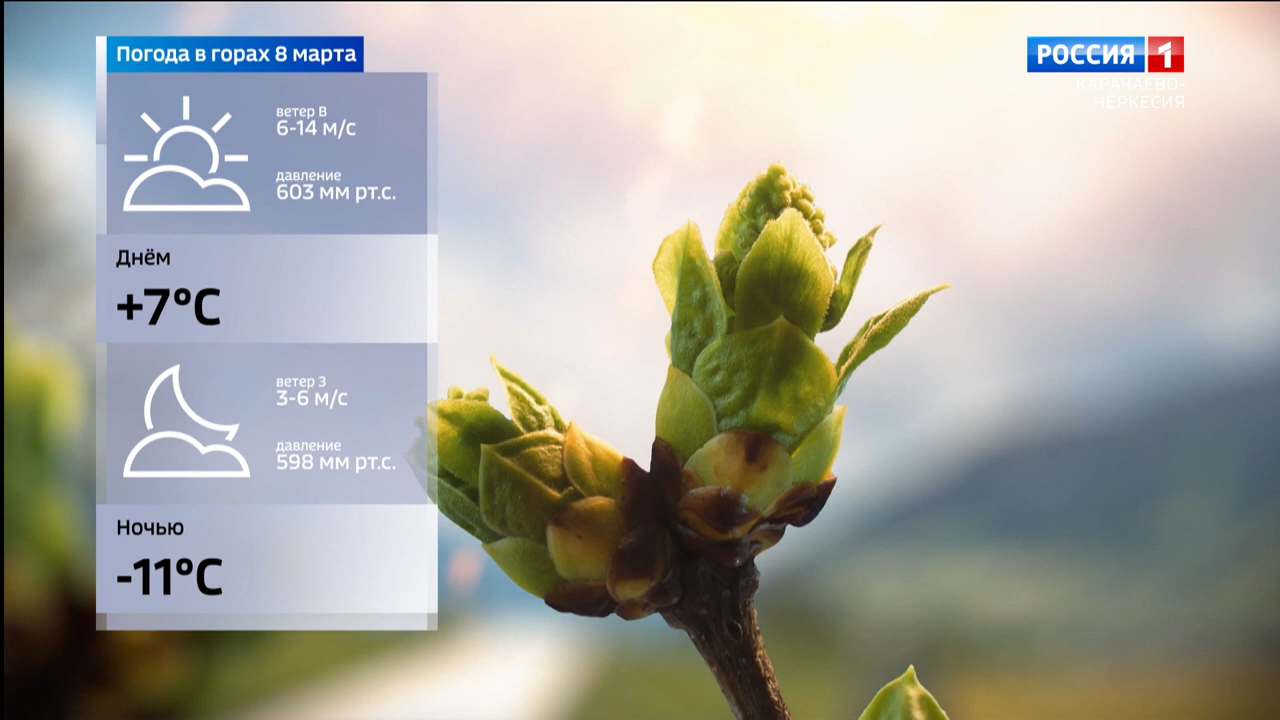 Погода в горах 8 марта
РОССИЯ 1
КАРАЧАЕВО-
ЧЕРКЕСИЯ
ветер В
6-14 м/с
давление
603 мм рт.с.
Днём
+7°C
ветер З
3-6 м/с
давление
598 мм рт.с.
Ночью
-11°C